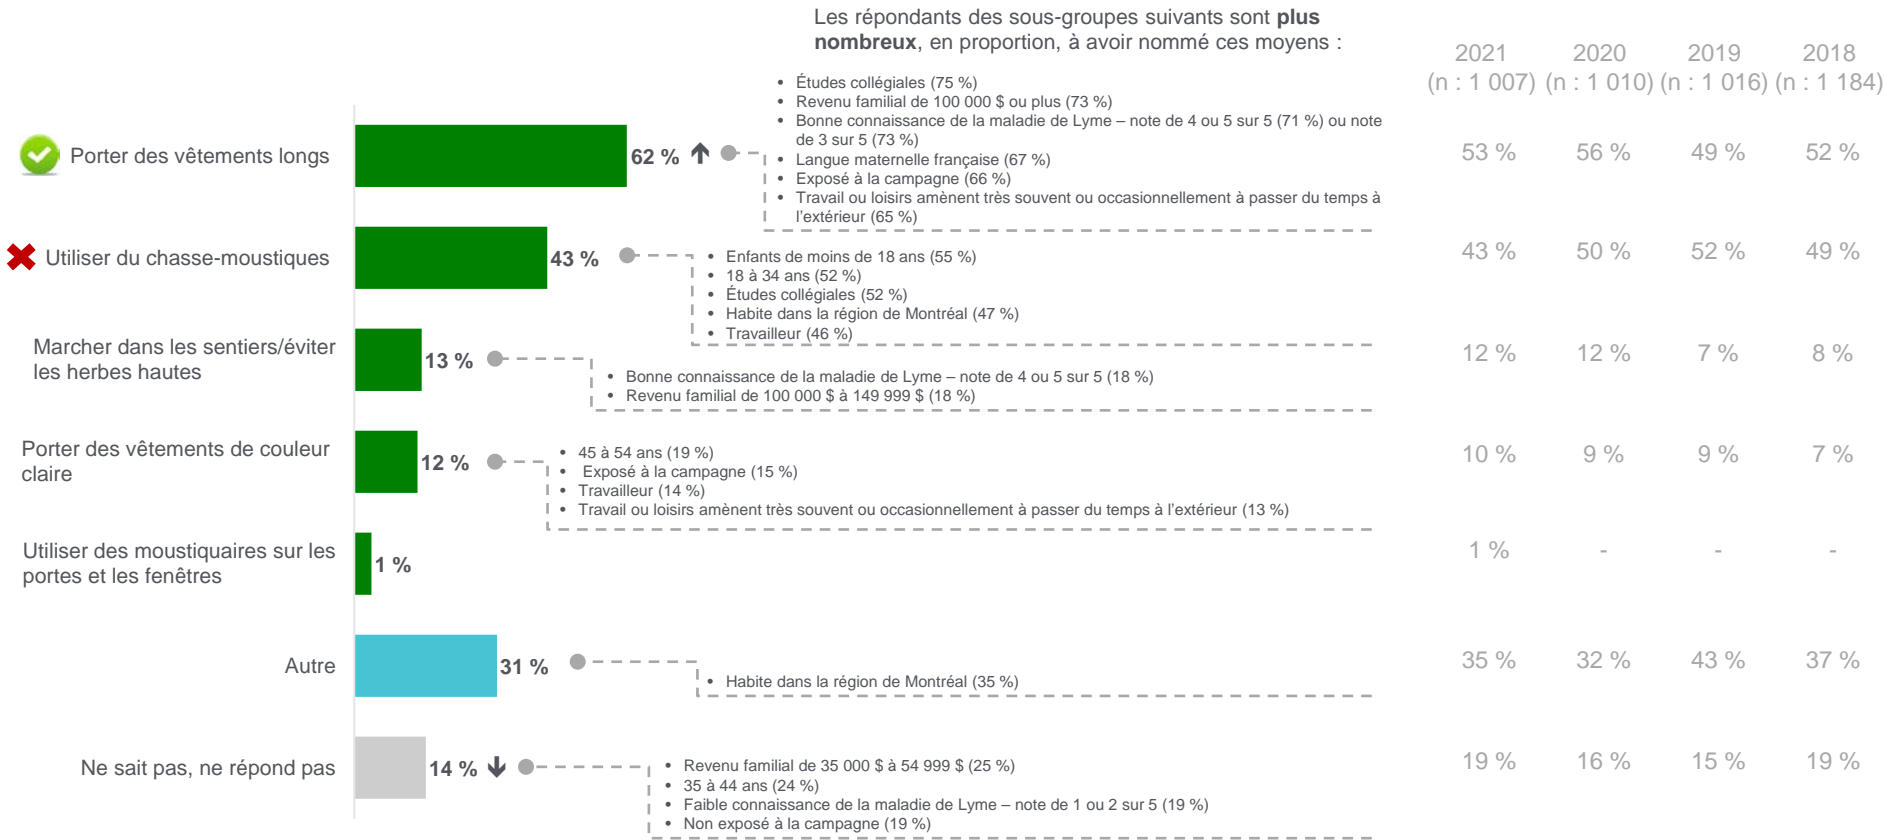 Les répondants des sous-groupes suivants sont plus
nombreux, en proportion, à avoir nommé ces moyens :
2021 2020 2019 2018
(n : 1 007) (n : 1 010) (n : 1 016) (n : 1 184)
Porter des vêtements longs
62 %
• Études collégiales (75 %)
• Revenu familial de 100 000 $ ou plus (73 %)
• Bonne connaissance de la maladie de Lyme – note de 4 ou 5 sur 5 (71 %) ou note
de 3 sur 5 (73 %)
• Langue maternelle française (67 %)
• Exposé à la campagne (66 %)
• Travail ou loisirs amènent très souvent ou occasionnellement à passer du temps à
l'extérieur (65 %)
53 % 56 % 49 % 52 %
Utiliser du chasse-moustiques
43 %
• Enfants de moins de 18 ans (55 %)
• 18 à 34 ans (52 %)
• Études collégiales (52 %)
• Habite dans la région de Montréal (47 %)
• Travailleur (46 %)
43 % 50 % 52 % 49 %
Marcher dans les sentiers/éviter
les herbes hautes
13 %
• Bonne connaissance de la maladie de Lyme – note de 4 ou 5 sur 5 (18 %)
• Revenu familial de 100 000 $ à 149 999 $ (18 %)
12 % 12 % 7 % 8 %
Porter des vêtements de couleur
claire
12 %
• 45 à 54 ans (19 %)
• Exposé à la campagne (15 %)
• Travailleur (14 %)
• Travail ou loisirs amènent très souvent ou occasionnellement à passer du temps à l'extérieur (13 %)
10 % 9 % 9 % 7 %
Utiliser des moustiquaires sur les
portes et les fenêtres
1 %
1 % - - -
Autre
31 %
• Habite dans la région de Montréal (35 %)
35 % 32 % 43 % 37 %
Ne sait pas, ne répond pas
14 %
• Revenu familial de 35 000 $ à 54 999 $ (25 %)
• 35 à 44 ans (24 %)
• Faible connaissance de la maladie de Lyme – note de 1 ou 2 sur 5 (19 %)
• Non exposé à la campagne (19 %)
19 % 16 % 15 % 19 %